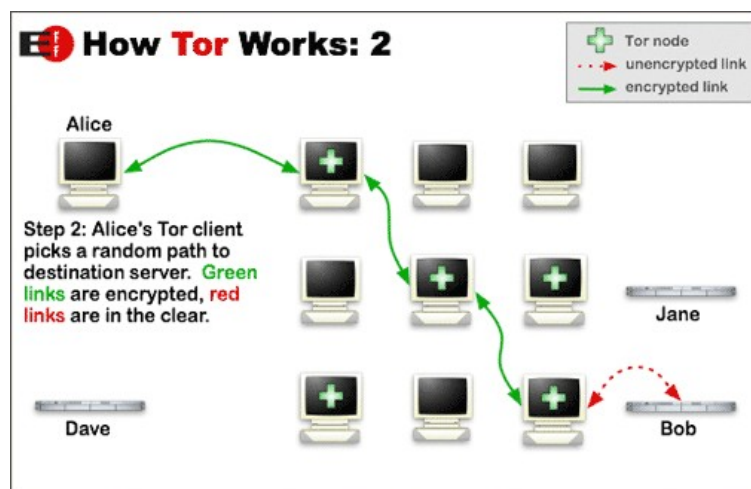 EFF How Tor Works: 2
Tor node
unencrypted link
encrypted link
Alice
Step 2: Alice's Tor client
picks a random path to
destination server. Green
links are encrypted, red
links are in the clear.
Jane
Dave
Bob